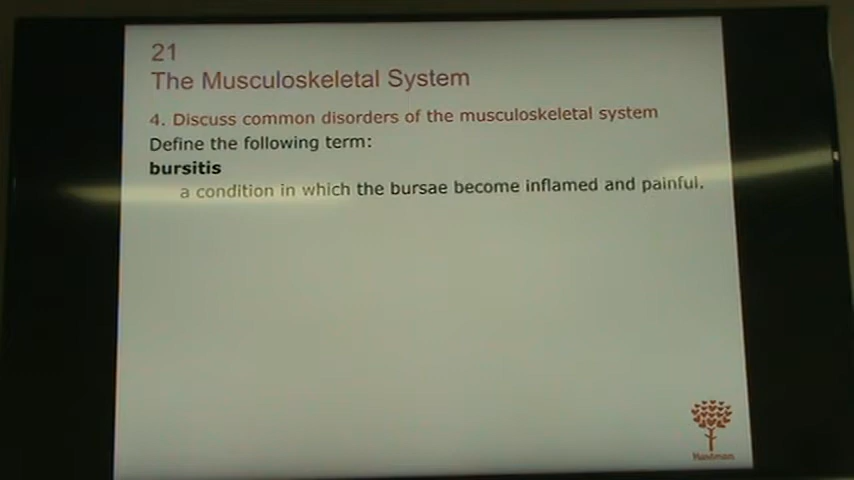 21
The Musculoskeletal System
4. Discuss common disorders of the musculoskeletal system
Define the following term:
bursitis
a condition in which the bursae become inflamed and painful.
Hartman